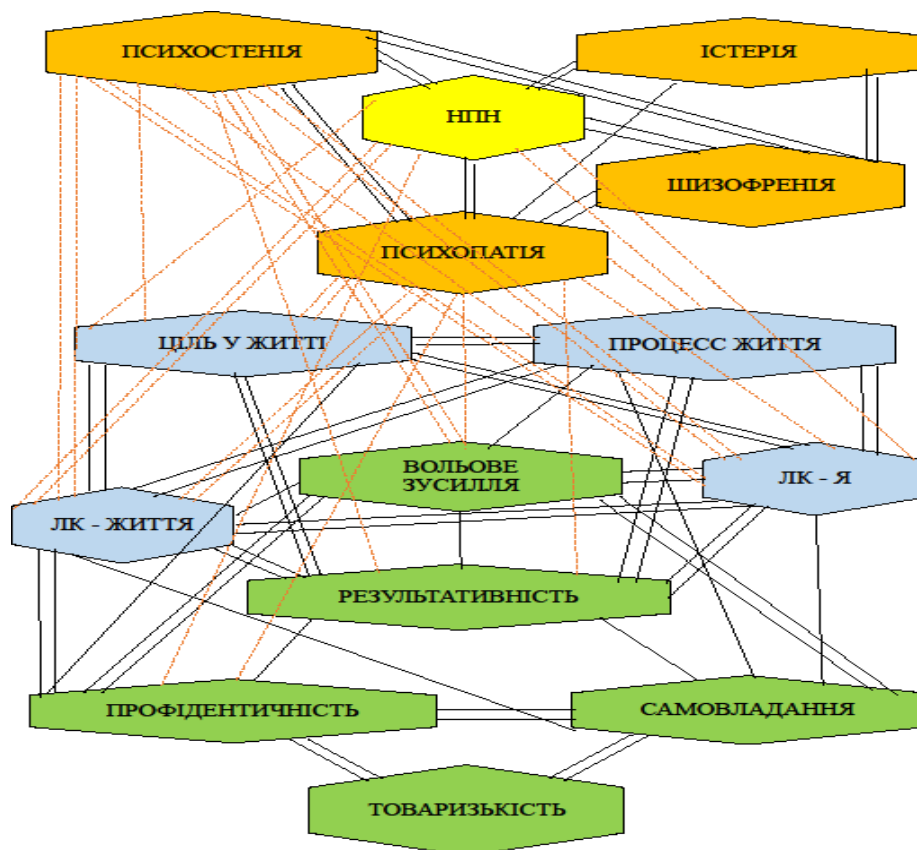 ПСИХОСТЕНІЯ
ІСТЕРІЯ
НПН
ШИЗОФРЕНІЯ
ПСИХОПАТІЯ
ЦІЛЬ У ЖИТТІ
ПРОЦЕСС ЖИТТЯ
ВОЛЬОВЕ
ЗУСИЛЛЯ
ЛК - Я
ЛК - ЖИТТЯ
РЕЗУЛЬТАТИВНІСТЬ
ПРОФІДЕНТИЧНІСТЬ
САМОВЛАДАННЯ
ТОВАРИЗЬКІСТЬ